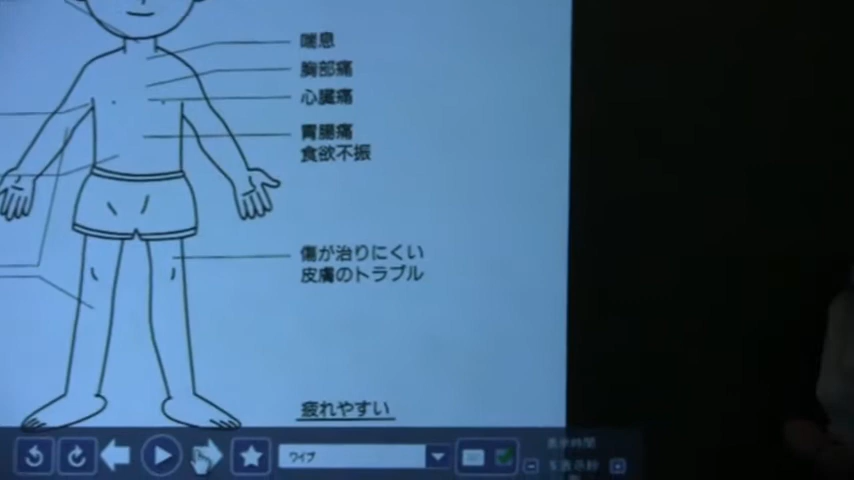 喘息
胸部痛
心臓痛
胃腸痛
食欲不振
傷が治りにくい
皮膚のトラブル
疲れやすい
ワイプ